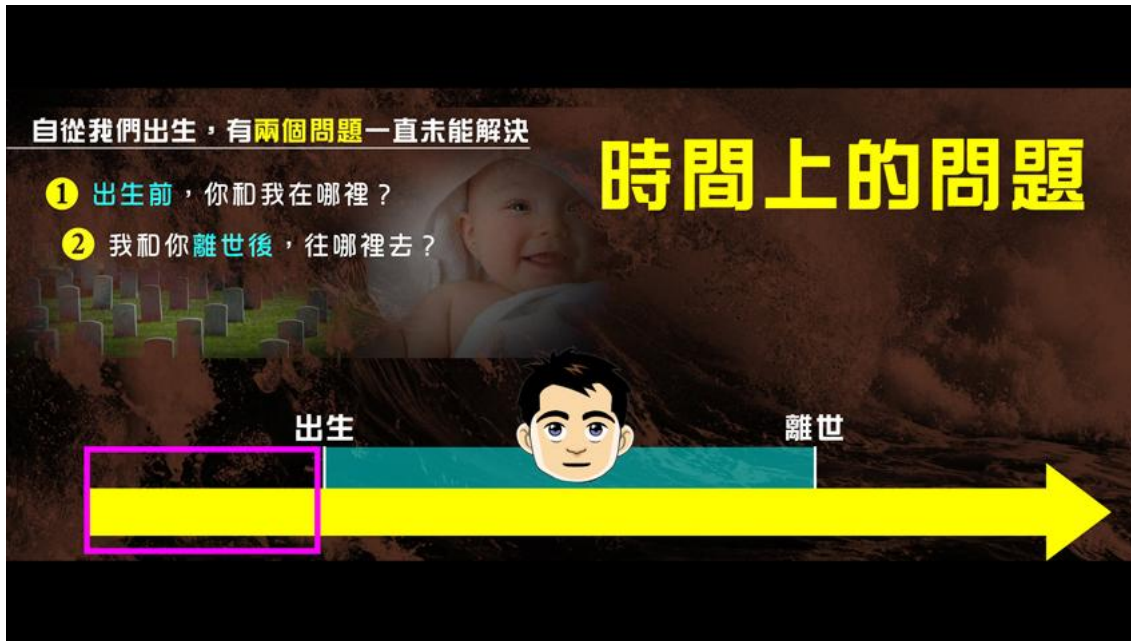 自從我們出生，有兩個問題一直未能解決
時間上的問題
1 出生前，你和我在哪裡？
2 我和你離世後，往哪裡去？
出生
離世